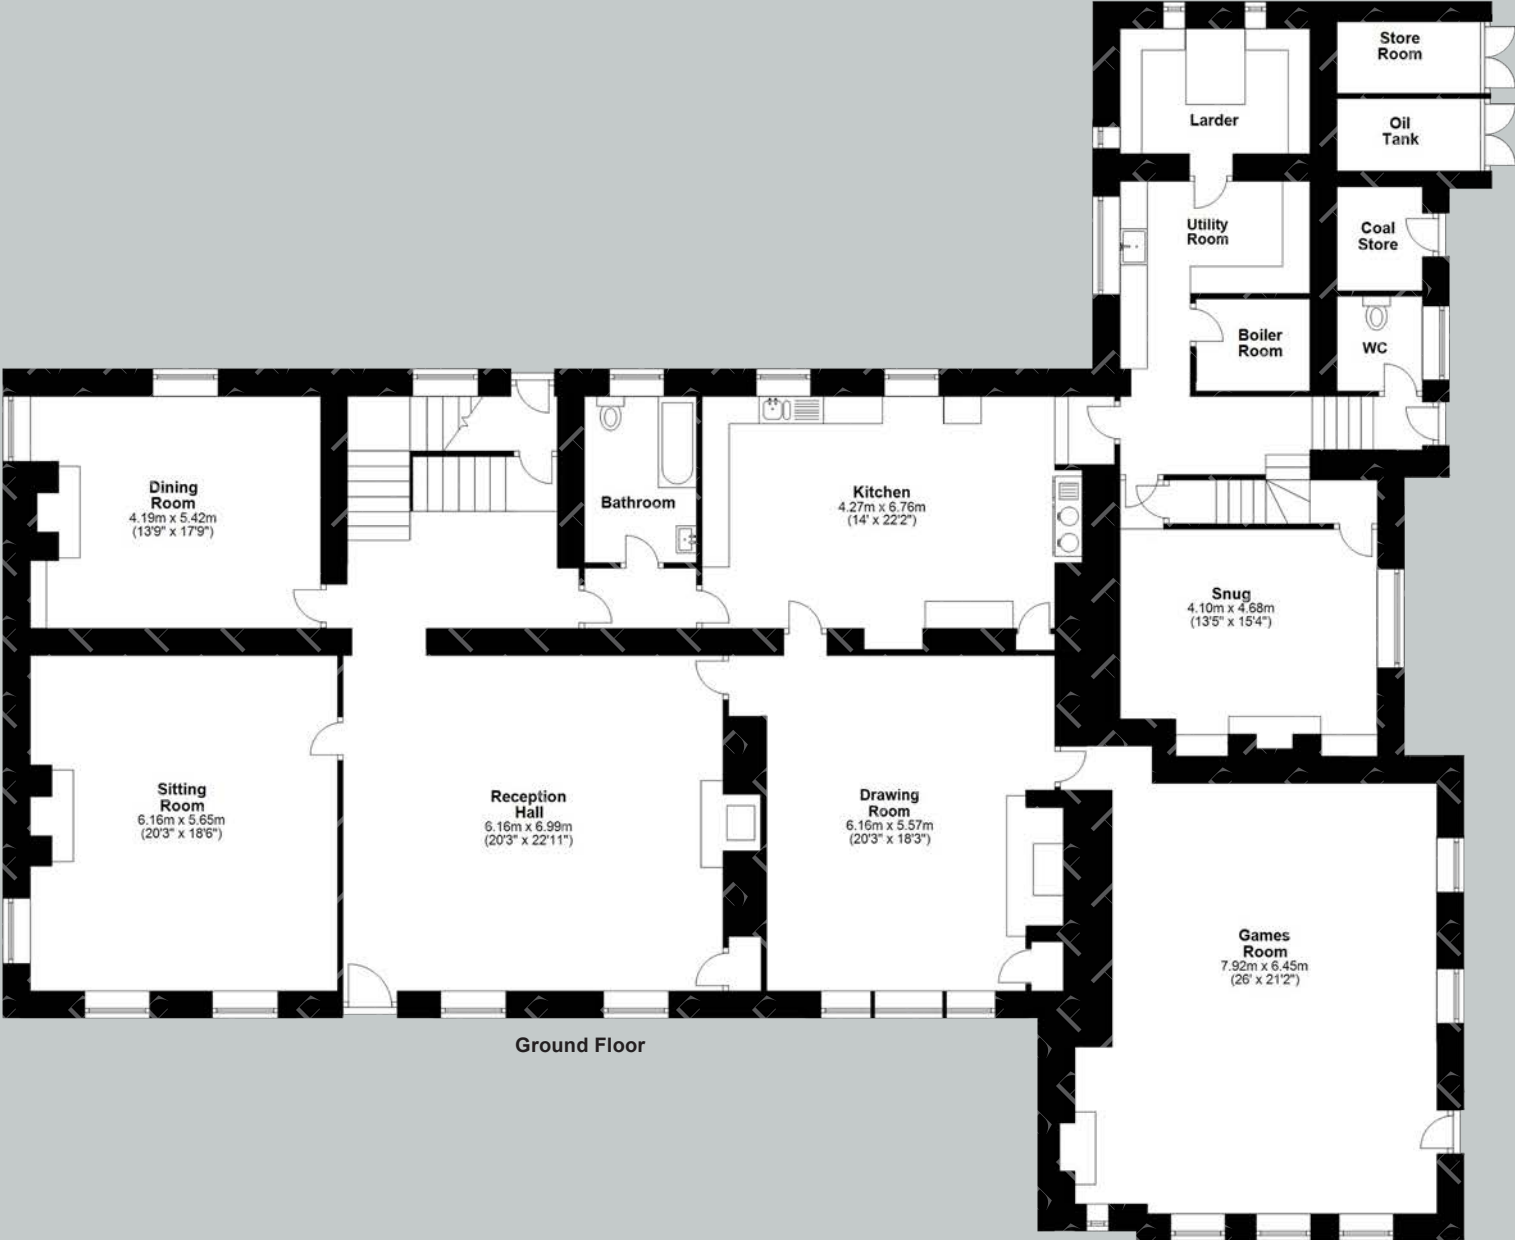 Store
Room
Oil
Tank
Larder
Utility
Room
Coal
Store
Boiler
Room
WC
Dining
Room
4.19m x 5.42m
(13'9" x 17'9")
Bathroom
Kitchen
4.27m x 6.76m
(14' x 22'2")
Snug
4.10m x 4.68m
(13'5" x 15'4")
Sitting
Room
6.16m x 5.65m
(20'3" x 18'6")
Reception
Hall
6.16m x 6.99m
(20'3" x 22'11")
Drawing
Room
6.16m x 5.57m
(20'3" x 18'3")
Games
Room
7.92m x 6.45m
(26' x 21'2")
Ground Floor